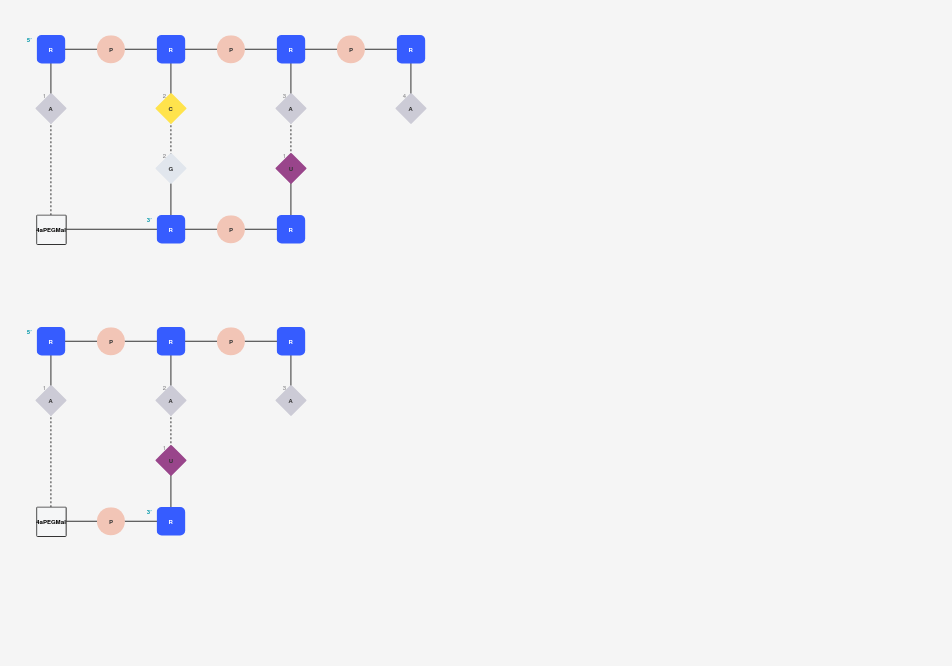 5' R P R P R P R
1 2 3 4
A C A A
2 1
G U
3'
4aPEGMal R P R
5' R P R P R
1 2 3
A A A
1
U
3'
4aPEGMal P R